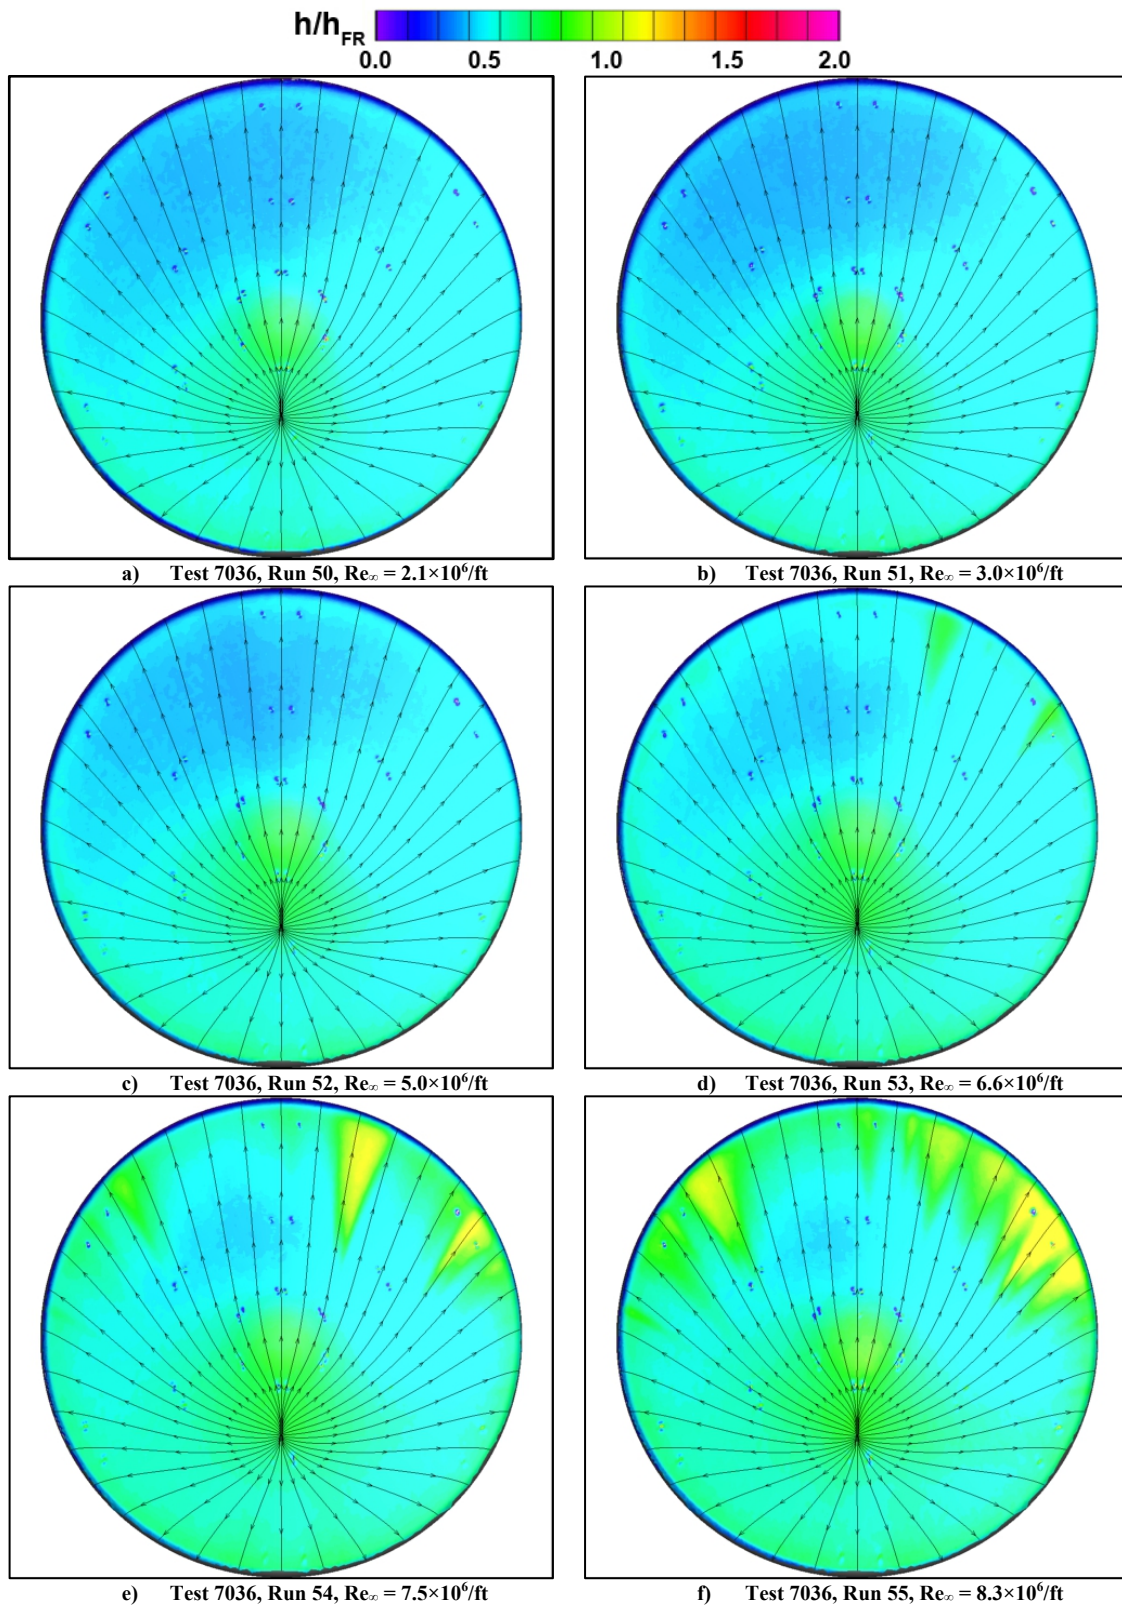 h/hFR
0.0 0.5 1.0 1.5 2.0
a) Test 7036, Run 50, Re∞ = 2.1×10⁶/ft
b) Test 7036, Run 51, Re∞ = 3.0×10⁶/ft
c) Test 7036, Run 52, Re∞ = 5.0×10⁶/ft
d) Test 7036, Run 53, Re∞ = 6.6×10⁶/ft
e) Test 7036, Run 54, Re∞ = 7.5×10⁶/ft
f) Test 7036, Run 55, Re∞ = 8.3×10⁶/ft